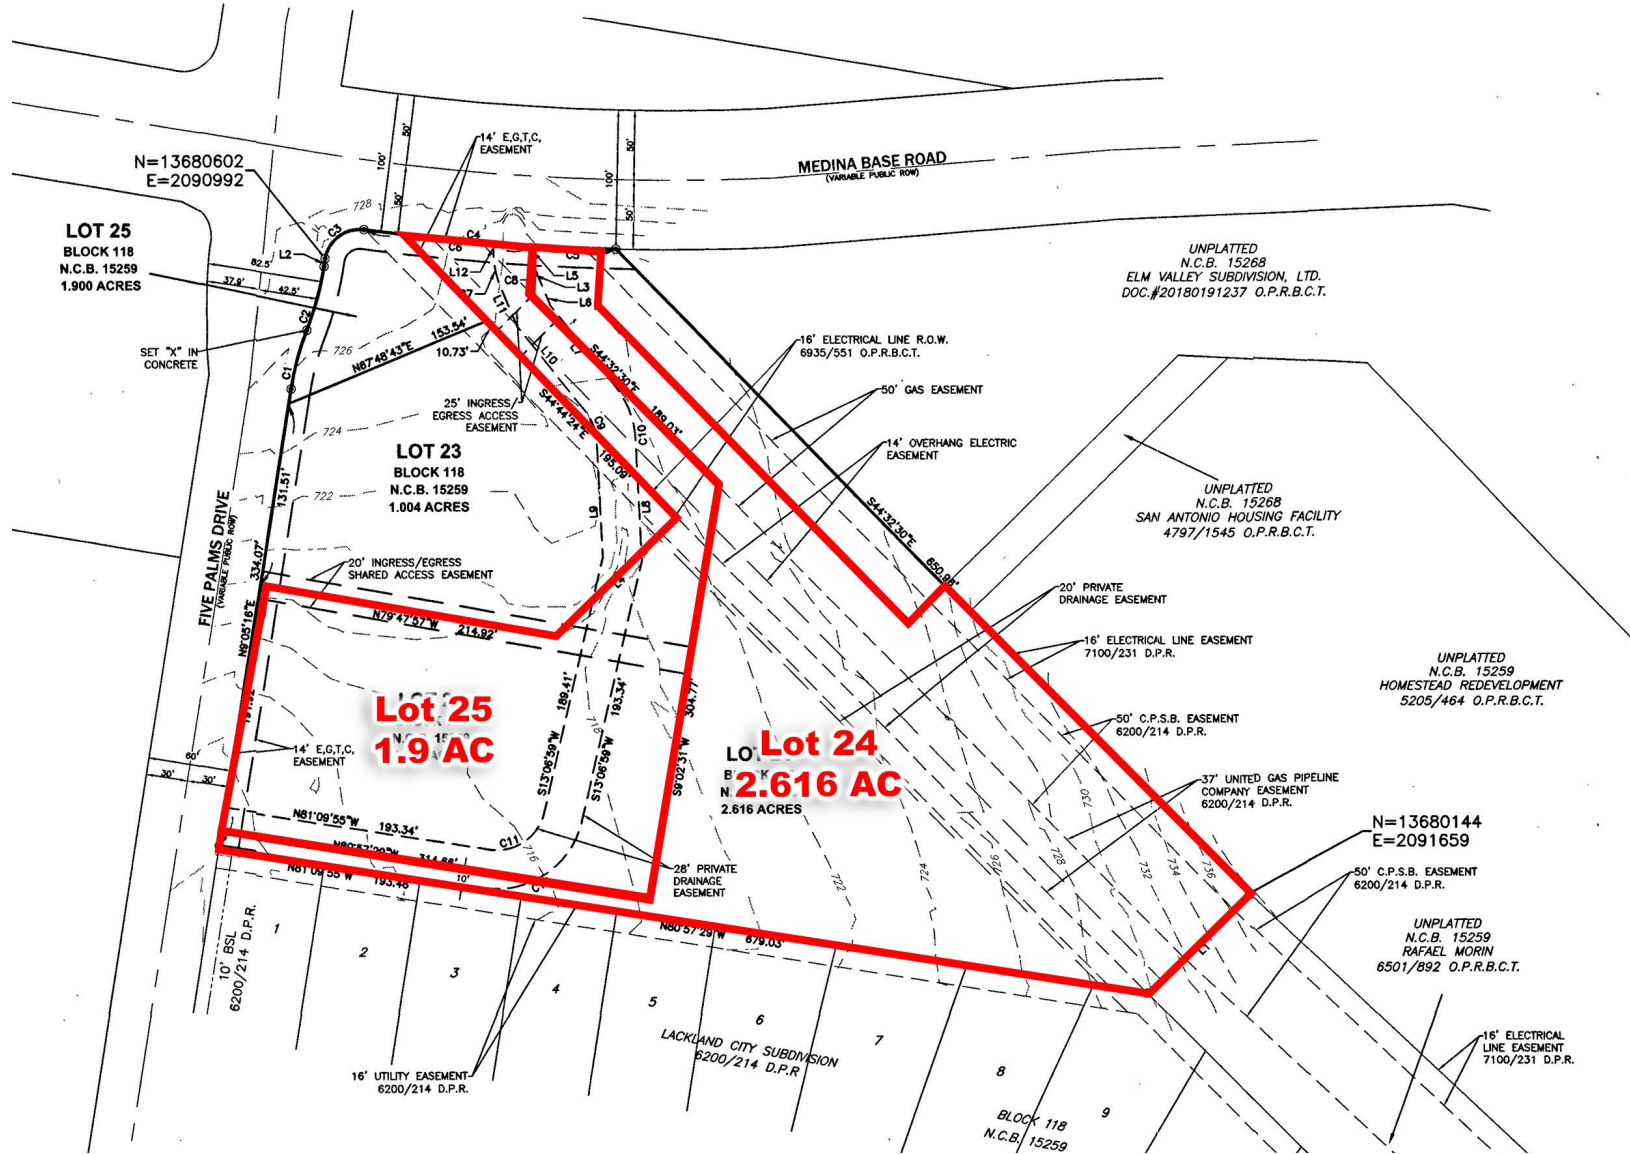 14' E,G,T,C,
EASEMENT
50'
100'
50'
50'
100'
50'
MEDINA BASE ROAD
(VARIABLE PUBLIC ROW)
N=13680602
E=2090992
728
LOT 25
BLOCK 118
N.C.B. 15259
1.900 ACRES
L2
C3
82.5'
37.9'
42.5'
C2
C1
SET "X" IN
CONCRETE
C4
C6
L12
C8
L5
L3
L6
L11
L10
153.54'
10.73'
N67°48'43"E
726
724
722
25' INGRESS/
EGRESS ACCESS
EASEMENT
S44°32'30"E
189.03'
S44°44'24"E
195.09'
C9
C10
L9
L8
L4
UNPLATTED
N.C.B. 15268
ELM VALLEY SUBDIVISION, LTD.
DOC.#20180191237 O.P.R.B.C.T.
16' ELECTRICAL LINE R.O.W.
6935/551 O.P.R.B.C.T.
50' GAS EASEMENT
14' OVERHANG ELECTRIC
EASEMENT
S44°32'30"E
650.98'
UNPLATTED
N.C.B. 15268
SAN ANTONIO HOUSING FACILITY
4797/1545 O.P.R.B.C.T.
LOT 23
BLOCK 118
N.C.B. 15259
1.004 ACRES
131.51'
FIVE PALMS DRIVE
(VARIABLE PUBLIC ROW)
334.07'
N9°05'16"E
20' INGRESS/EGRESS
SHARED ACCESS EASEMENT
N79°47'57"W
214.92'
20' PRIVATE
DRAINAGE EASEMENT
16' ELECTRICAL LINE EASEMENT
7100/231 D.P.R.
UNPLATTED
N.C.B. 15259
HOMESTEAD REDEVELOPMENT
5205/464 O.P.R.B.C.T.
Lot 25
1.9 AC
14' E,G,T,C,
EASEMENT
60'
30'
30'
S13°06'59"W
189.41'
S13°06'59"W
193.34'
718
716
S9°02'31"W
304.77'
Lot 24
2.616 AC
2.616 ACRES
50' C.P.S.B. EASEMENT
6200/214 D.P.R.
37' UNITED GAS PIPELINE
COMPANY EASEMENT
6200/214 D.P.R.
N=13680144
E=2091659
50' C.P.S.B. EASEMENT
6200/214 D.P.R.
722
724
726
728
730
732
734
736
N81°09'55"W
193.34'
C11
N80°57'29"W
314.66'
N81°09'55"W
193.48'
10'
28' PRIVATE
DRAINAGE
EASEMENT
N80°57'29"W
679.03'
UNPLATTED
N.C.B. 15259
RAFAEL MORIN
6501/892 O.P.R.B.C.T.
10' BSL
6200/214 D.P.R.
1
2
3
4
5
6
7
8
9
LACKLAND CITY SUBDIVISION
6200/214 D.P.R
16' UTILITY EASEMENT
6200/214 D.P.R.
BLOCK 118
N.C.B. 15259
16' ELECTRICAL
LINE EASEMENT
7100/231 D.P.R.